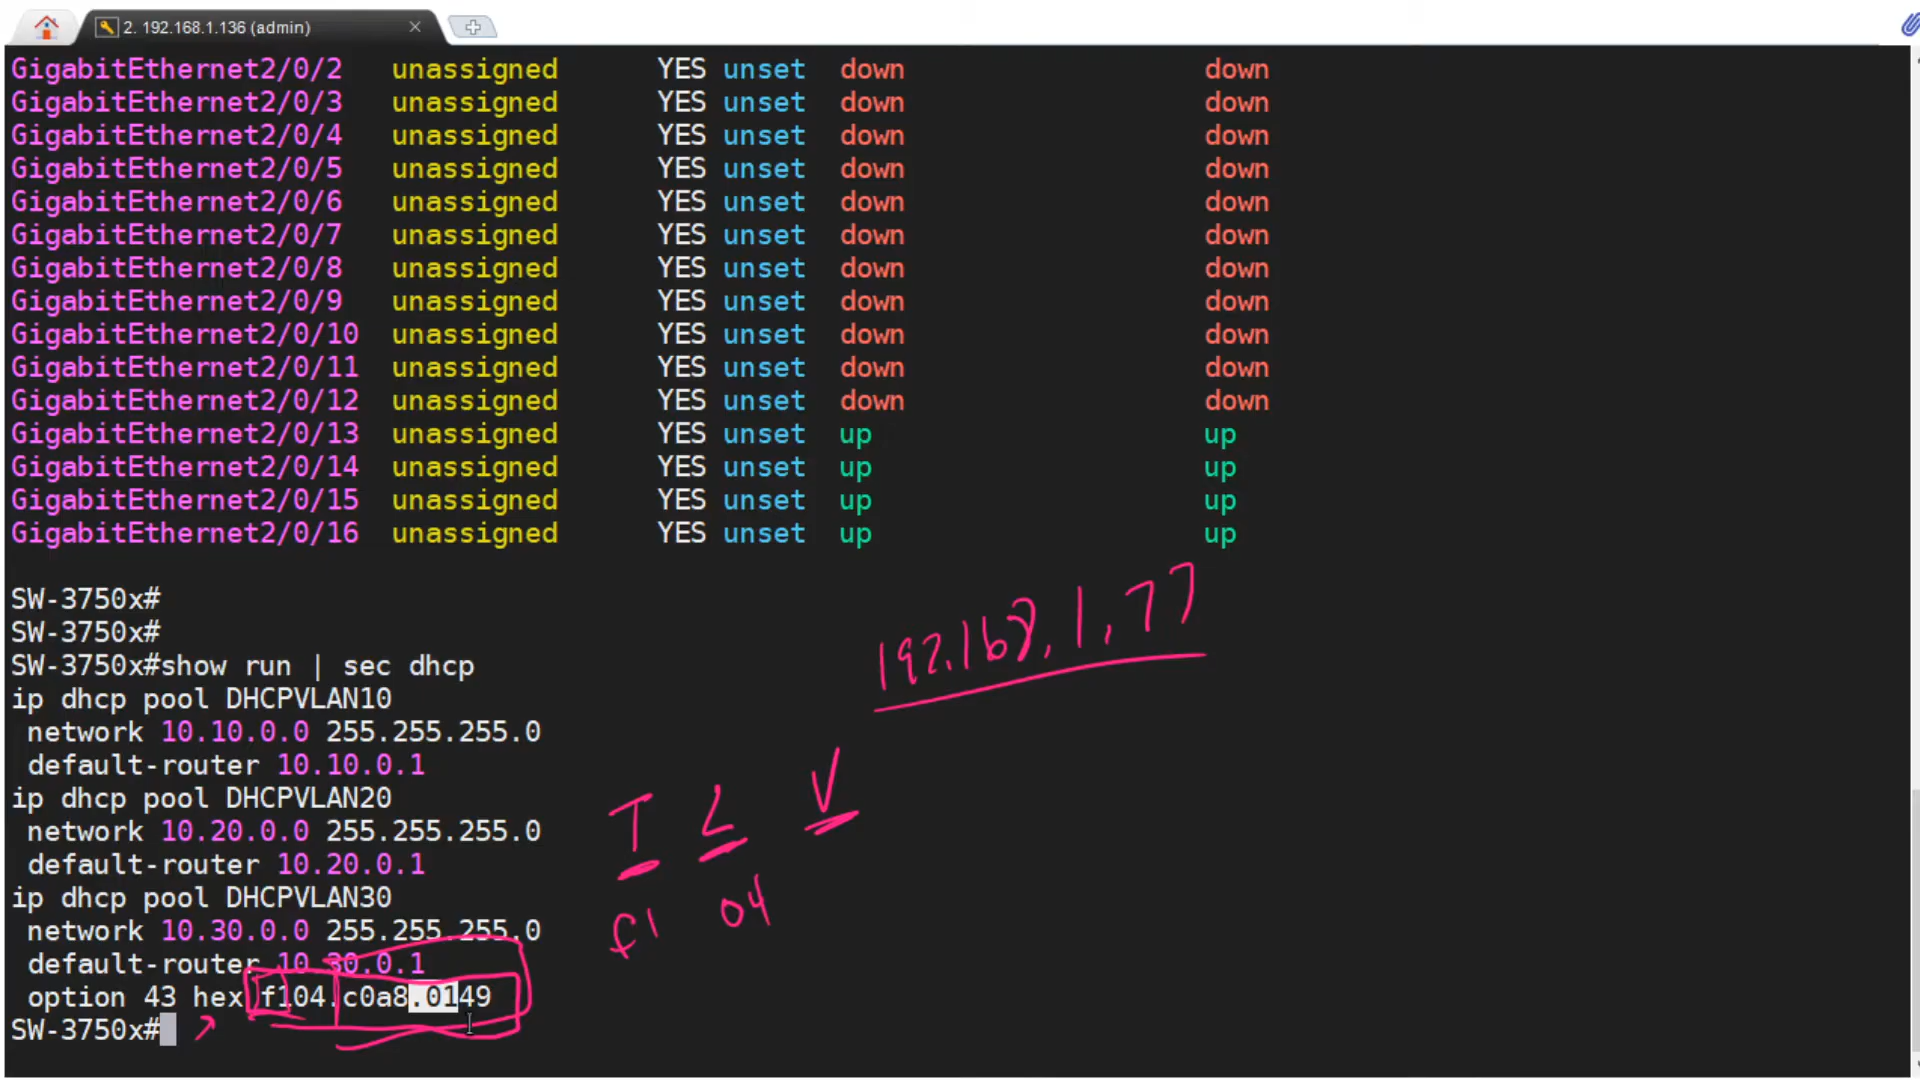 2. 192.168.1.136 (admin)
GigabitEthernet2/0/2 unassigned YES unset down down
GigabitEthernet2/0/3 unassigned YES unset down down
GigabitEthernet2/0/4 unassigned YES unset down down
GigabitEthernet2/0/5 unassigned YES unset down down
GigabitEthernet2/0/6 unassigned YES unset down down
GigabitEthernet2/0/7 unassigned YES unset down down
GigabitEthernet2/0/8 unassigned YES unset down down
GigabitEthernet2/0/9 unassigned YES unset down down
GigabitEthernet2/0/10 unassigned YES unset down down
GigabitEthernet2/0/11 unassigned YES unset down down
GigabitEthernet2/0/12 unassigned YES unset down down
GigabitEthernet2/0/13 unassigned YES unset up up
GigabitEthernet2/0/14 unassigned YES unset up up
GigabitEthernet2/0/15 unassigned YES unset up up
GigabitEthernet2/0/16 unassigned YES unset up up
SW-3750x#
SW-3750x#
192.168.1.77
SW-3750x#show run | sec dhcp
ip dhcp pool DHCPVLAN10
network 10.10.0.0 255.255.255.0
default-router 10.10.0.1
ip dhcp pool DHCPVLAN20
network 10.20.0.0 255.255.255.0
default-router 10.20.0.1
T L V
ip dhcp pool DHCPVLAN30
network 10.30.0.0 255.255.255.0
f1 04
default-router 10.30.0.1
option 43 hex f104.c0a8.0149
SW-3750x#